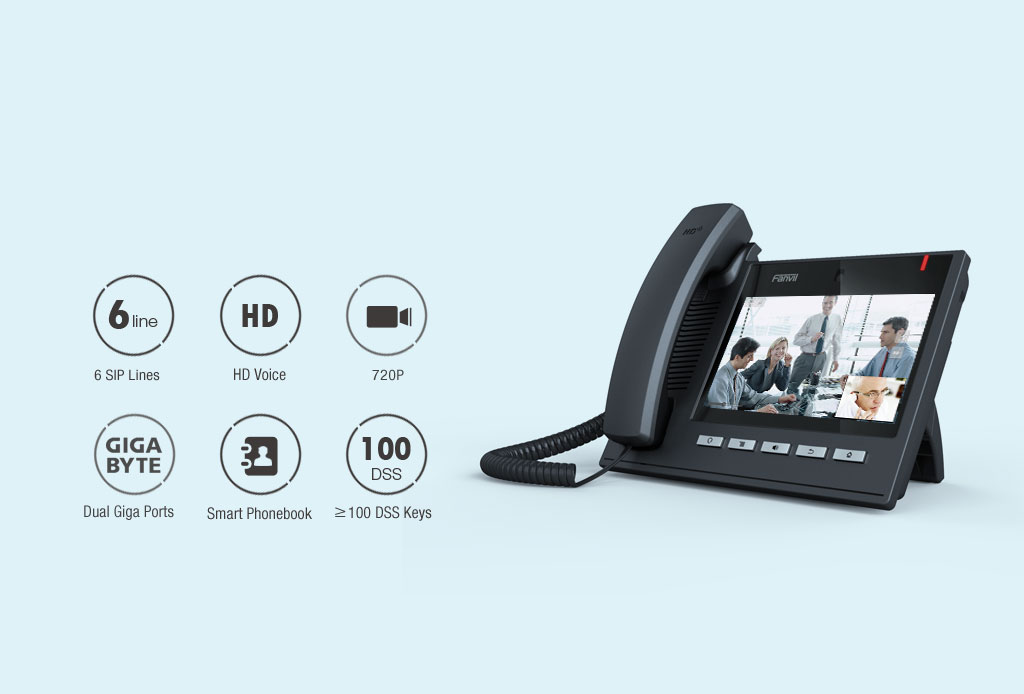 6 line
HD
6 SIP Lines
HD Voice
720P
GIGA
BYTE
100
DSS
Dual Giga Ports
Smart Phonebook
≥100 DSS Keys
HD
Fanvil